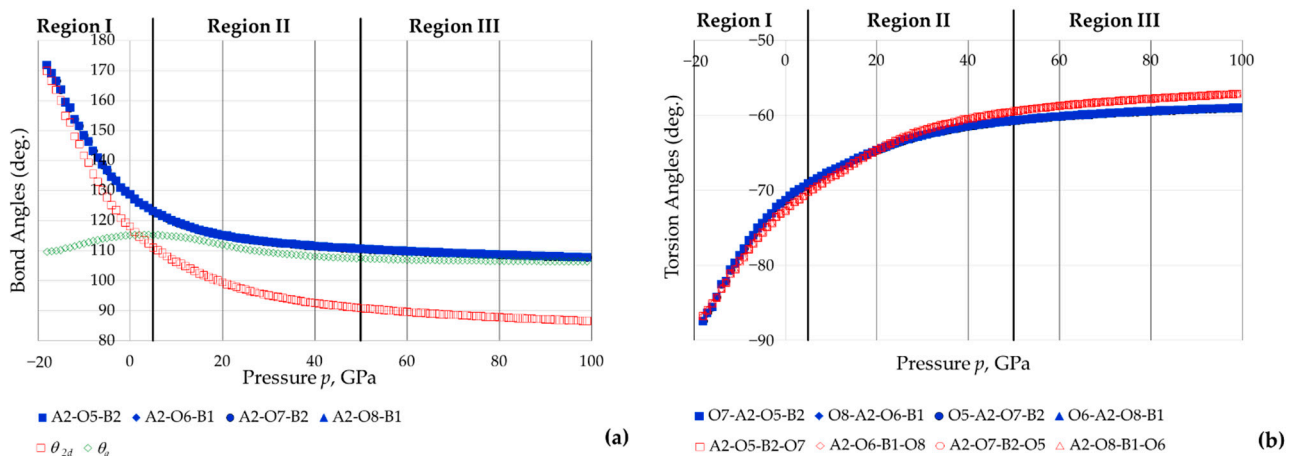 (a)
Region I Region II Region III
180
170
160
150
140
130
120
110
100
90
80
−20 0 20 40 60 80 100
Bond Angles (deg.)
Pressure p, GPa
A2-O5-B2 A2-O6-B1 A2-O7-B2 A2-O8-B1
θ2d θa
(a)
(b)
Region I Region II Region III
−50
−20 0 20 40 60 80 100
−60
−70
−80
−90
Torsion Angles (deg.)
Pressure p, GPa
O7-A2-O5-B2 O8-A2-O6-B1 O5-A2-O7-B2 O6-A2-O8-B1
A2-O5-B2-O7 A2-O6-B1-O8 A2-O7-B2-O5 A2-O8-B1-O6
(b)